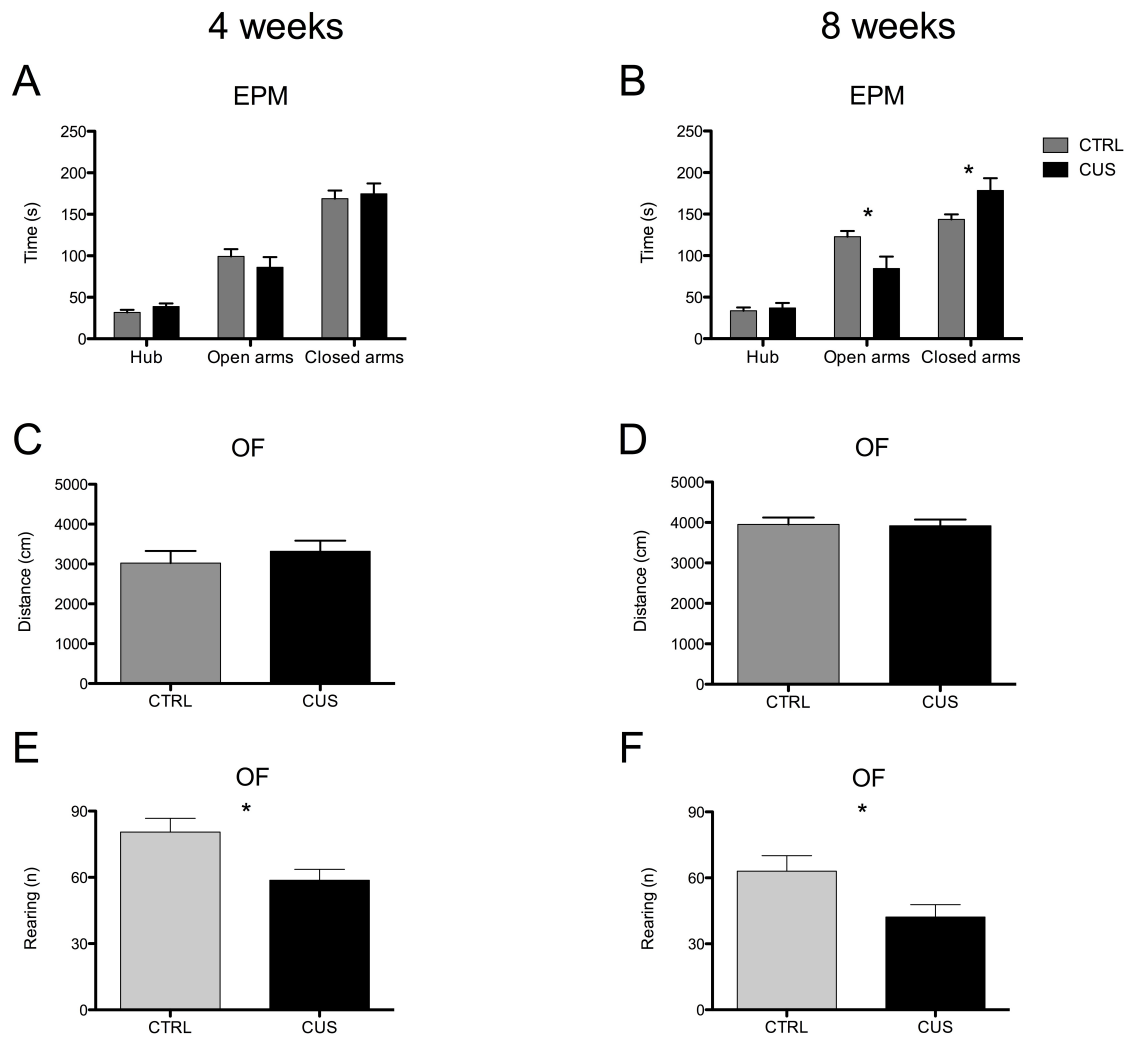 4 weeks
8 weeks
A
EPM
250
200
150
100
50
0
Time (s)
Hub
Open arms
Closed arms
*
B
EPM
250
200
150
100
50
0
Time (s)
*
*
Hub
Open arms
Closed arms
CTRL
CUS
C
OF
5000
4000
3000
2000
1000
0
Distance (cm)
CTRL
CUS
D
OF
5000
4000
3000
2000
1000
0
Distance (cm)
CTRL
CUS
E
OF
*
90
60
30
0
Rearing (n)
CTRL
CUS
F
OF
*
90
60
30
0
Rearing (n)
CTRL
CUS